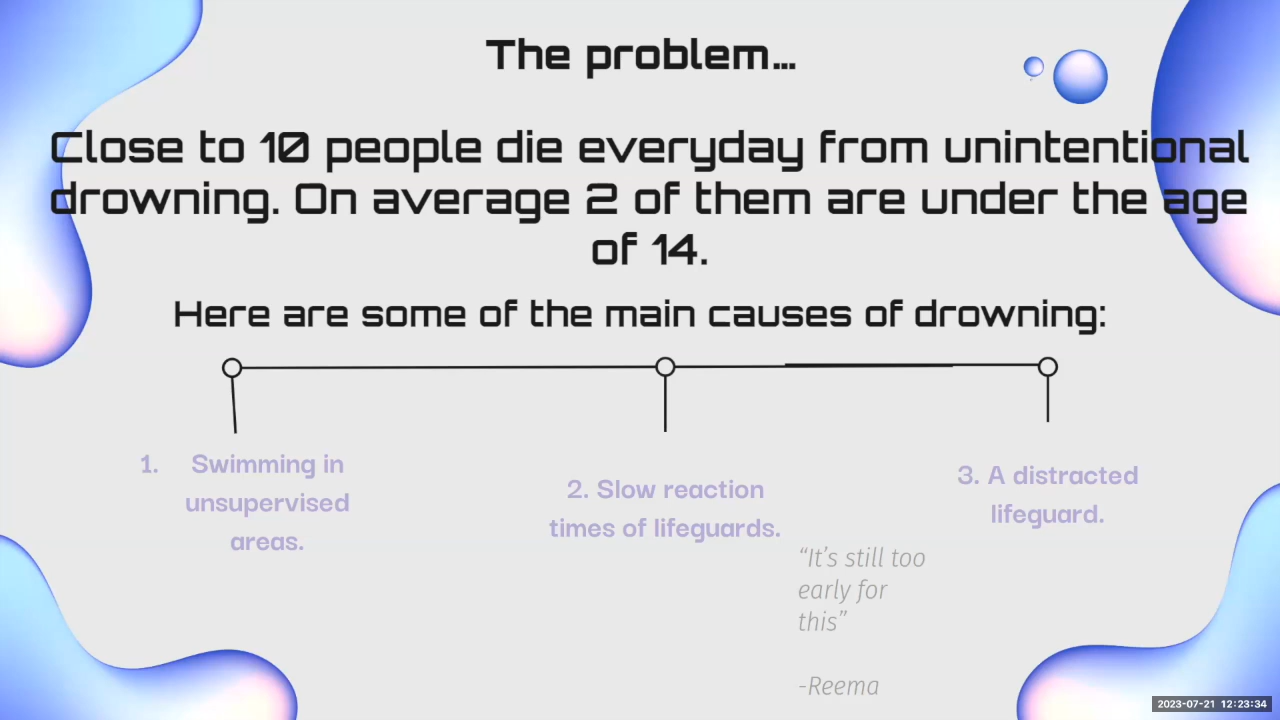 The problem...
Close to 10 people die everyday from unintentional
drowning. On average 2 of them are under the age
of 14.
Here are some of the main causes of drowning:
1. Swimming in
unsupervised
areas.
2. Slow reaction
times of lifeguards.
3. A distracted
lifeguard.
“It’s still too
early for
this”
-Reema
2023-07-21 12:23:34